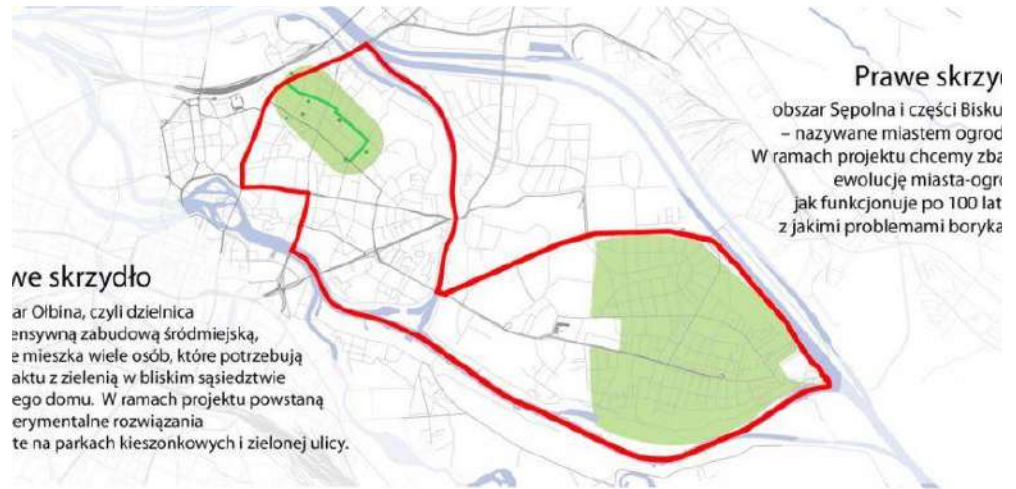 we skrzydło
ar Ołbina, czyli dzielnica
ensywną zabudową śródmiejską,
e mieszka wiele osób, które potrzebują
aktu z zielenią w bliskim sąsiedztwie
ego domu. W ramach projektu powstaną
erymentalne rozwiązania
te na parkach kieszonkowych i zielonej ulicy.
Prawe skrzy
obszar Sępolna i części Bisku
– nazywane miastem ogrod
W ramach projektu chcemy zba
ewolucję miasta-ogro
jak funkcjonuje po 100 lat
z jakimi problemami boryka